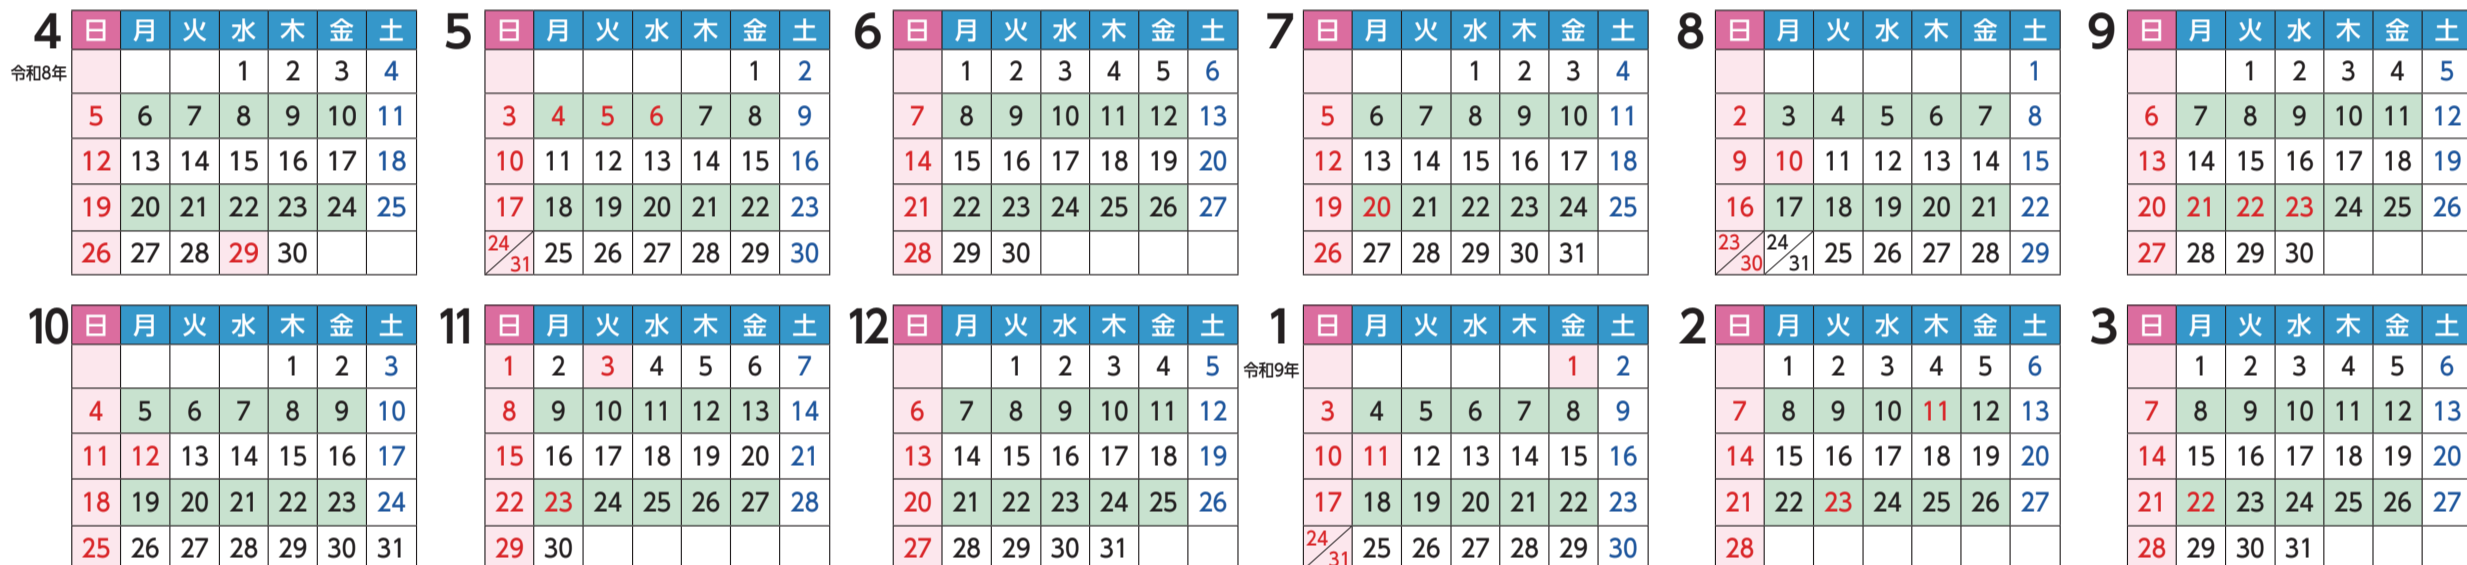 4 日 月 火 水 木 金 土
令和8年 1 2 3 4
5 6 7 8 9 10 11
12 13 14 15 16 17 18
19 20 21 22 23 24 25
26 27 28 29 30
5 日 月 火 水 木 金 土
1 2
3 4 5 6 7 8 9
10 11 12 13 14 15 16
17 18 19 20 21 22 23
24/31 25 26 27 28 29 30
6 日 月 火 水 木 金 土
1 2 3 4 5 6
7 8 9 10 11 12 13
14 15 16 17 18 19 20
21 22 23 24 25 26 27
28 29 30
7 日 月 火 水 木 金 土
1 2 3 4
5 6 7 8 9 10 11
12 13 14 15 16 17 18
19 20 21 22 23 24 25
26 27 28 29 30 31
8 日 月 火 水 木 金 土
1
2 3 4 5 6 7 8
9 10 11 12 13 14 15
16 17 18 19 20 21 22
23/30 24/31 25 26 27 28 29
9 日 月 火 水 木 金 土
1 2 3 4 5
6 7 8 9 10 11 12
13 14 15 16 17 18 19
20 21 22 23 24 25 26
27 28 29 30
10 日 月 火 水 木 金 土
1 2 3
4 5 6 7 8 9 10
11 12 13 14 15 16 17
18 19 20 21 22 23 24
25 26 27 28 29 30 31
11 日 月 火 水 木 金 土
1 2 3 4 5 6 7
8 9 10 11 12 13 14
15 16 17 18 19 20 21
22 23 24 25 26 27 28
29 30
12 日 月 火 水 木 金 土
1 2 3 4 5
6 7 8 9 10 11 12
13 14 15 16 17 18 19
20 21 22 23 24 25 26
27 28 29 30 31
1 日 月 火 水 木 金 土
令和9年 1 2
3 4 5 6 7 8 9
10 11 12 13 14 15 16
17 18 19 20 21 22 23
24/31 25 26 27 28 29 30
2 日 月 火 水 木 金 土
1 2 3 4 5 6
7 8 9 10 11 12 13
14 15 16 17 18 19 20
21 22 23 24 25 26 27
28
3 日 月 火 水 木 金 土
1 2 3 4 5 6
7 8 9 10 11 12 13
14 15 16 17 18 19 20
21 22 23 24 25 26 27
28 29 30 31